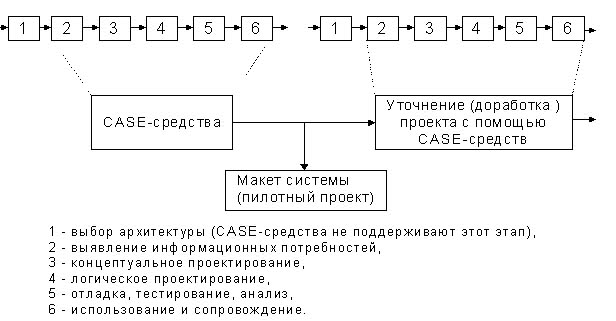 1 2 3 4 5 6 1 2 3 4 5 6
CASE-средства
Уточнение (доработка )
проекта с помощью
CASE-средств
Макет системы
(пилотный проект)
1 - выбор архитектуры (CASE-средства не поддерживают этот этап),
2 - выявление информационных потребностей,
3 - концептуальное проектирование,
4 - логическое проектирование,
5 - отладка, тестирование, анализ,
6 - использование и сопровождение.